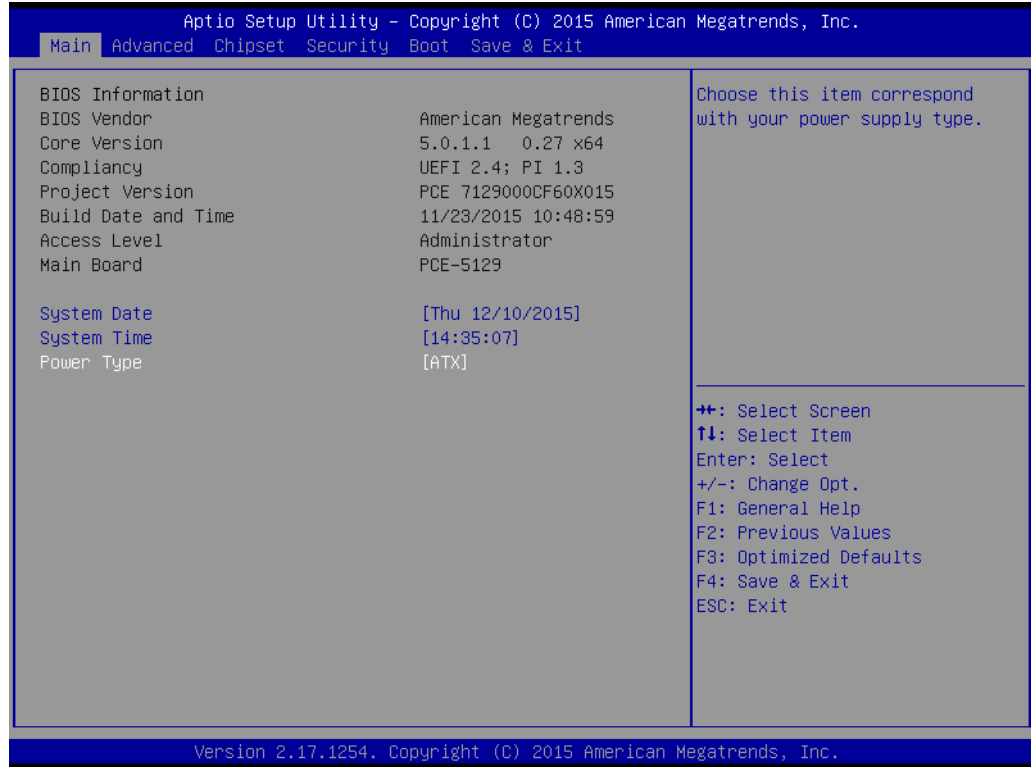 Aptio Setup Utility – Copyright (C) 2015 American Megatrends, Inc.
Main Advanced Chipset Security Boot Save & Exit
BIOS Information
BIOS Vendor American Megatrends
Core Version 5.0.1.1 0.27 x64
Compliancy UEFI 2.4; PI 1.3
Project Version PCE 7129000CF60X015
Build Date and Time 11/23/2015 10:48:59
Access Level Administrator
Main Board PCE-5129
System Date [Thu 12/10/2015]
System Time [14:35:07]
Power Type [ATX]
Choose this item correspond
with your power supply type.
→←: Select Screen
↑↓: Select Item
Enter: Select
+/-: Change Opt.
F1: General Help
F2: Previous Values
F3: Optimized Defaults
F4: Save & Exit
ESC: Exit
Version 2.17.1254. Copyright (C) 2015 American Megatrends, Inc.